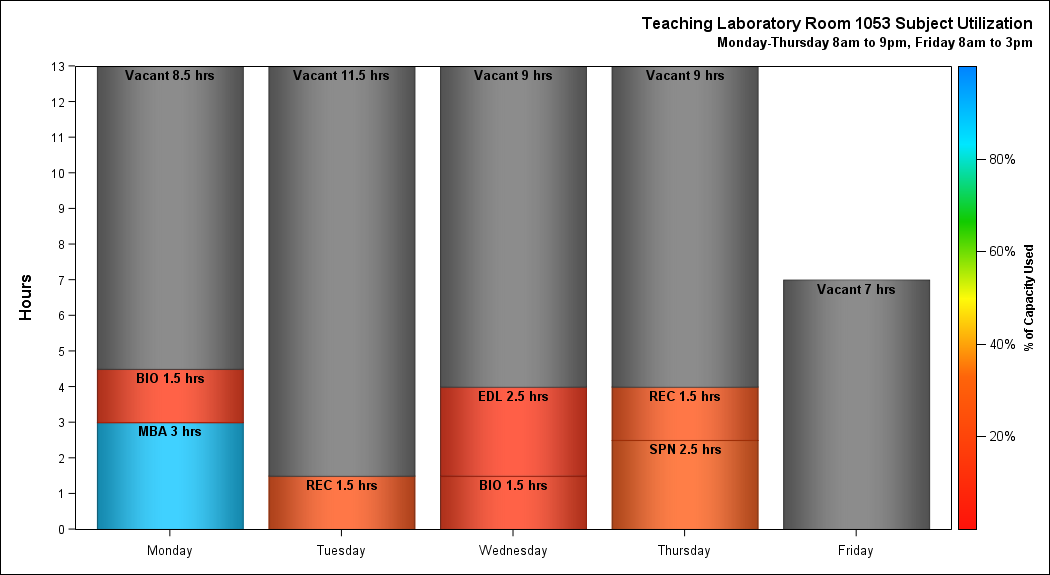 Teaching Laboratory Room 1053 Subject Utilization
Monday-Thursday 8am to 9pm, Friday 8am to 3pm
Hours
13
12
11
10
9
8
7
6
5
4
3
2
1
0
Vacant 8.5 hrs
BIO 1.5 hrs
MBA 3 hrs
Vacant 11.5 hrs
REC 1.5 hrs
Vacant 9 hrs
EDL 2.5 hrs
BIO 1.5 hrs
Vacant 9 hrs
REC 1.5 hrs
SPN 2.5 hrs
Vacant 7 hrs
Monday
Tuesday
Wednesday
Thursday
Friday
80%
60%
40%
20%
% of Capacity Used